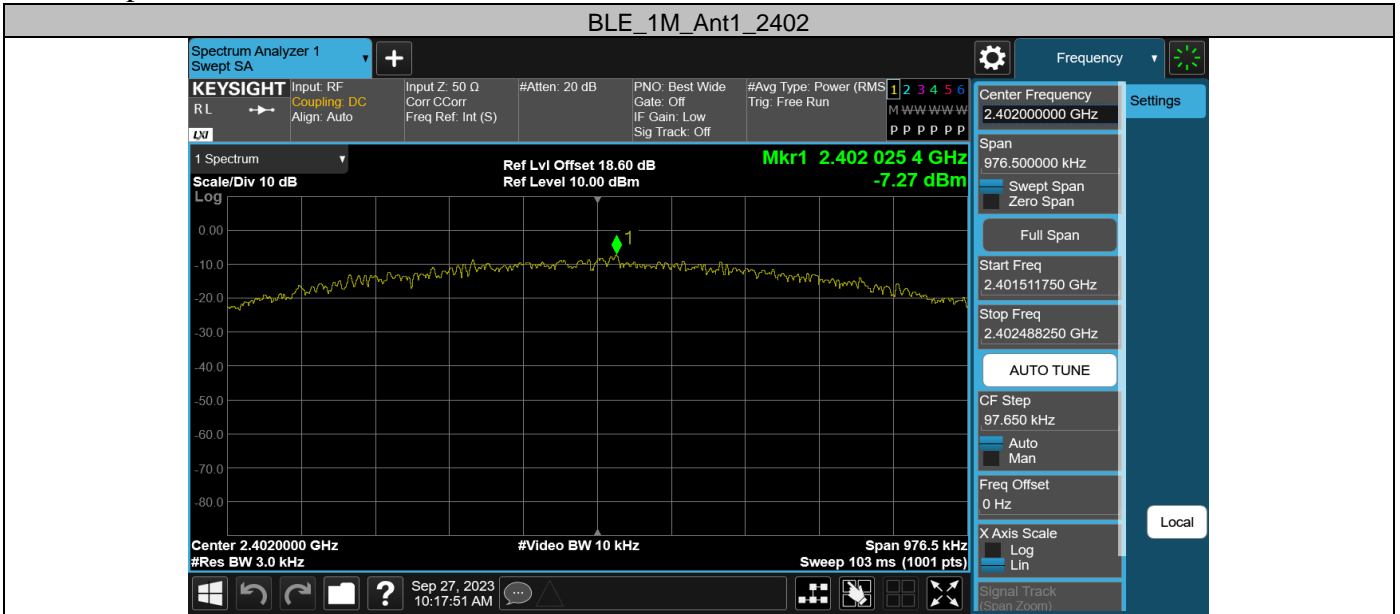 BLE_1M_Ant1_2402
Spectrum Analyzer 1
Swept SA
Frequency
KEYSIGHT
R L
LXI
Input: RF
Coupling: DC
Align: Auto
Input Z: 50 Ω
Corr CCorr
Freq Ref: Int (S)
#Atten: 20 dB
PNO: Best Wide
Gate: Off
IF Gain: Low
Sig Track: Off
#Avg Type: Power (RMS
Trig: Free Run
1 2 3 4 5 6
M W W W W W
P P P P P P
1 Spectrum
Scale/Div 10 dB
Log
Ref Lvl Offset 18.60 dB
Ref Level 10.00 dBm
Mkr1 2.402 025 4 GHz
-7.27 dBm
1
0.00
-10.0
-20.0
-30.0
-40.0
-50.0
-60.0
-70.0
-80.0
Center 2.4020000 GHz
#Res BW 3.0 kHz
#Video BW 10 kHz
Span 976.5 kHz
Sweep 103 ms (1001 pts)
?
Sep 27, 2023
10:17:51 AM
Center Frequency
2.402000000 GHz
Span
976.500000 kHz
Swept Span
Zero Span
Full Span
Start Freq
2.401511750 GHz
Stop Freq
2.402488250 GHz
AUTO TUNE
CF Step
97.650 kHz
Auto
Man
Freq Offset
0 Hz
X Axis Scale
Log
Lin
Signal Track
(Span Zoom)
Settings
Local